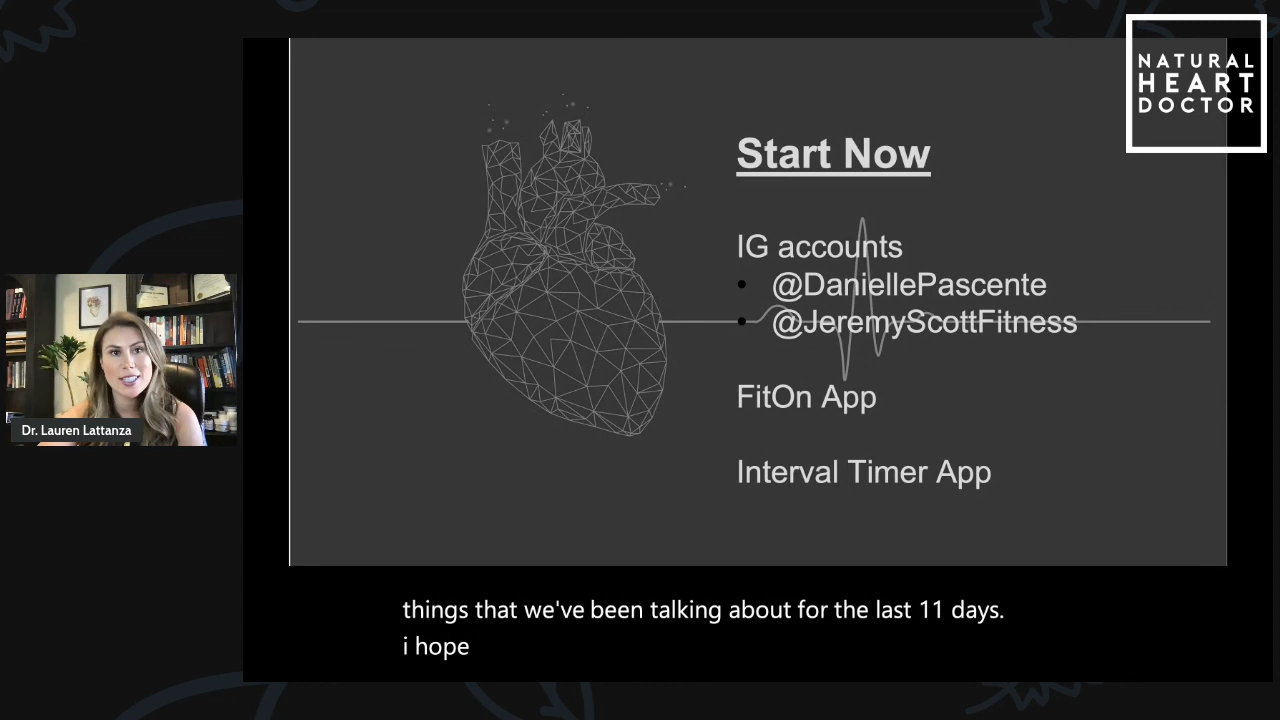 NATURAL
HEART
DOCTOR
Start Now
IG accounts
• @DaniellePascente
• @JeremyScottFitness
FitOn App
Interval Timer App
Dr. Lauren Lattanza
things that we've been talking about for the last 11 days.
i hope